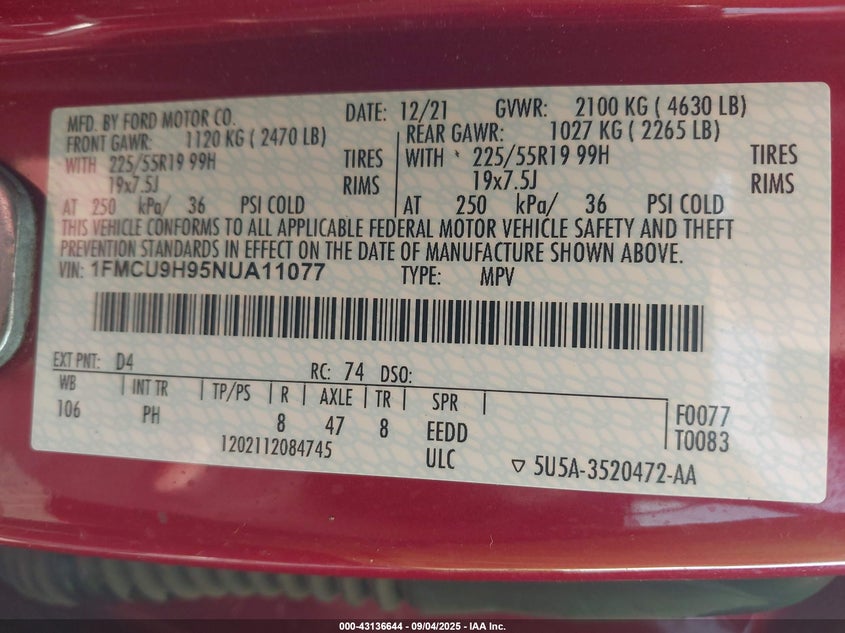 MFD. BY FORD MOTOR CO. DATE: 12/21 GVWR: 2100 KG ( 4630 LB)
FRONT GAWR: 1120 KG ( 2470 LB) REAR GAWR: 1027 KG ( 2265 LB)
WITH 225/55R19 99H TIRES WITH 225/55R19 99H TIRES
19x7.5J RIMS 19x7.5J RIMS
AT 250 kPa/ 36 PSI COLD AT 250 kPa/ 36 PSI COLD
THIS VEHICLE CONFORMS TO ALL APPLICABLE FEDERAL MOTOR VEHICLE SAFETY AND THEFT
PREVENTION STANDARDS IN EFFECT ON THE DATE OF MANUFACTURE SHOWN ABOVE.
VIN: 1FMCU9H95NUA11077 TYPE: MPV
EXT PNT: D4 RC: 74 DSO:
WB INT TR TP/PS R AXLE TR SPR
106 PH 8 47 8 EEDD F0077
1202112084745 ULC T0083
5U5A-3520472-AA
000-43136644 - 09/04/2025 - IAA Inc.